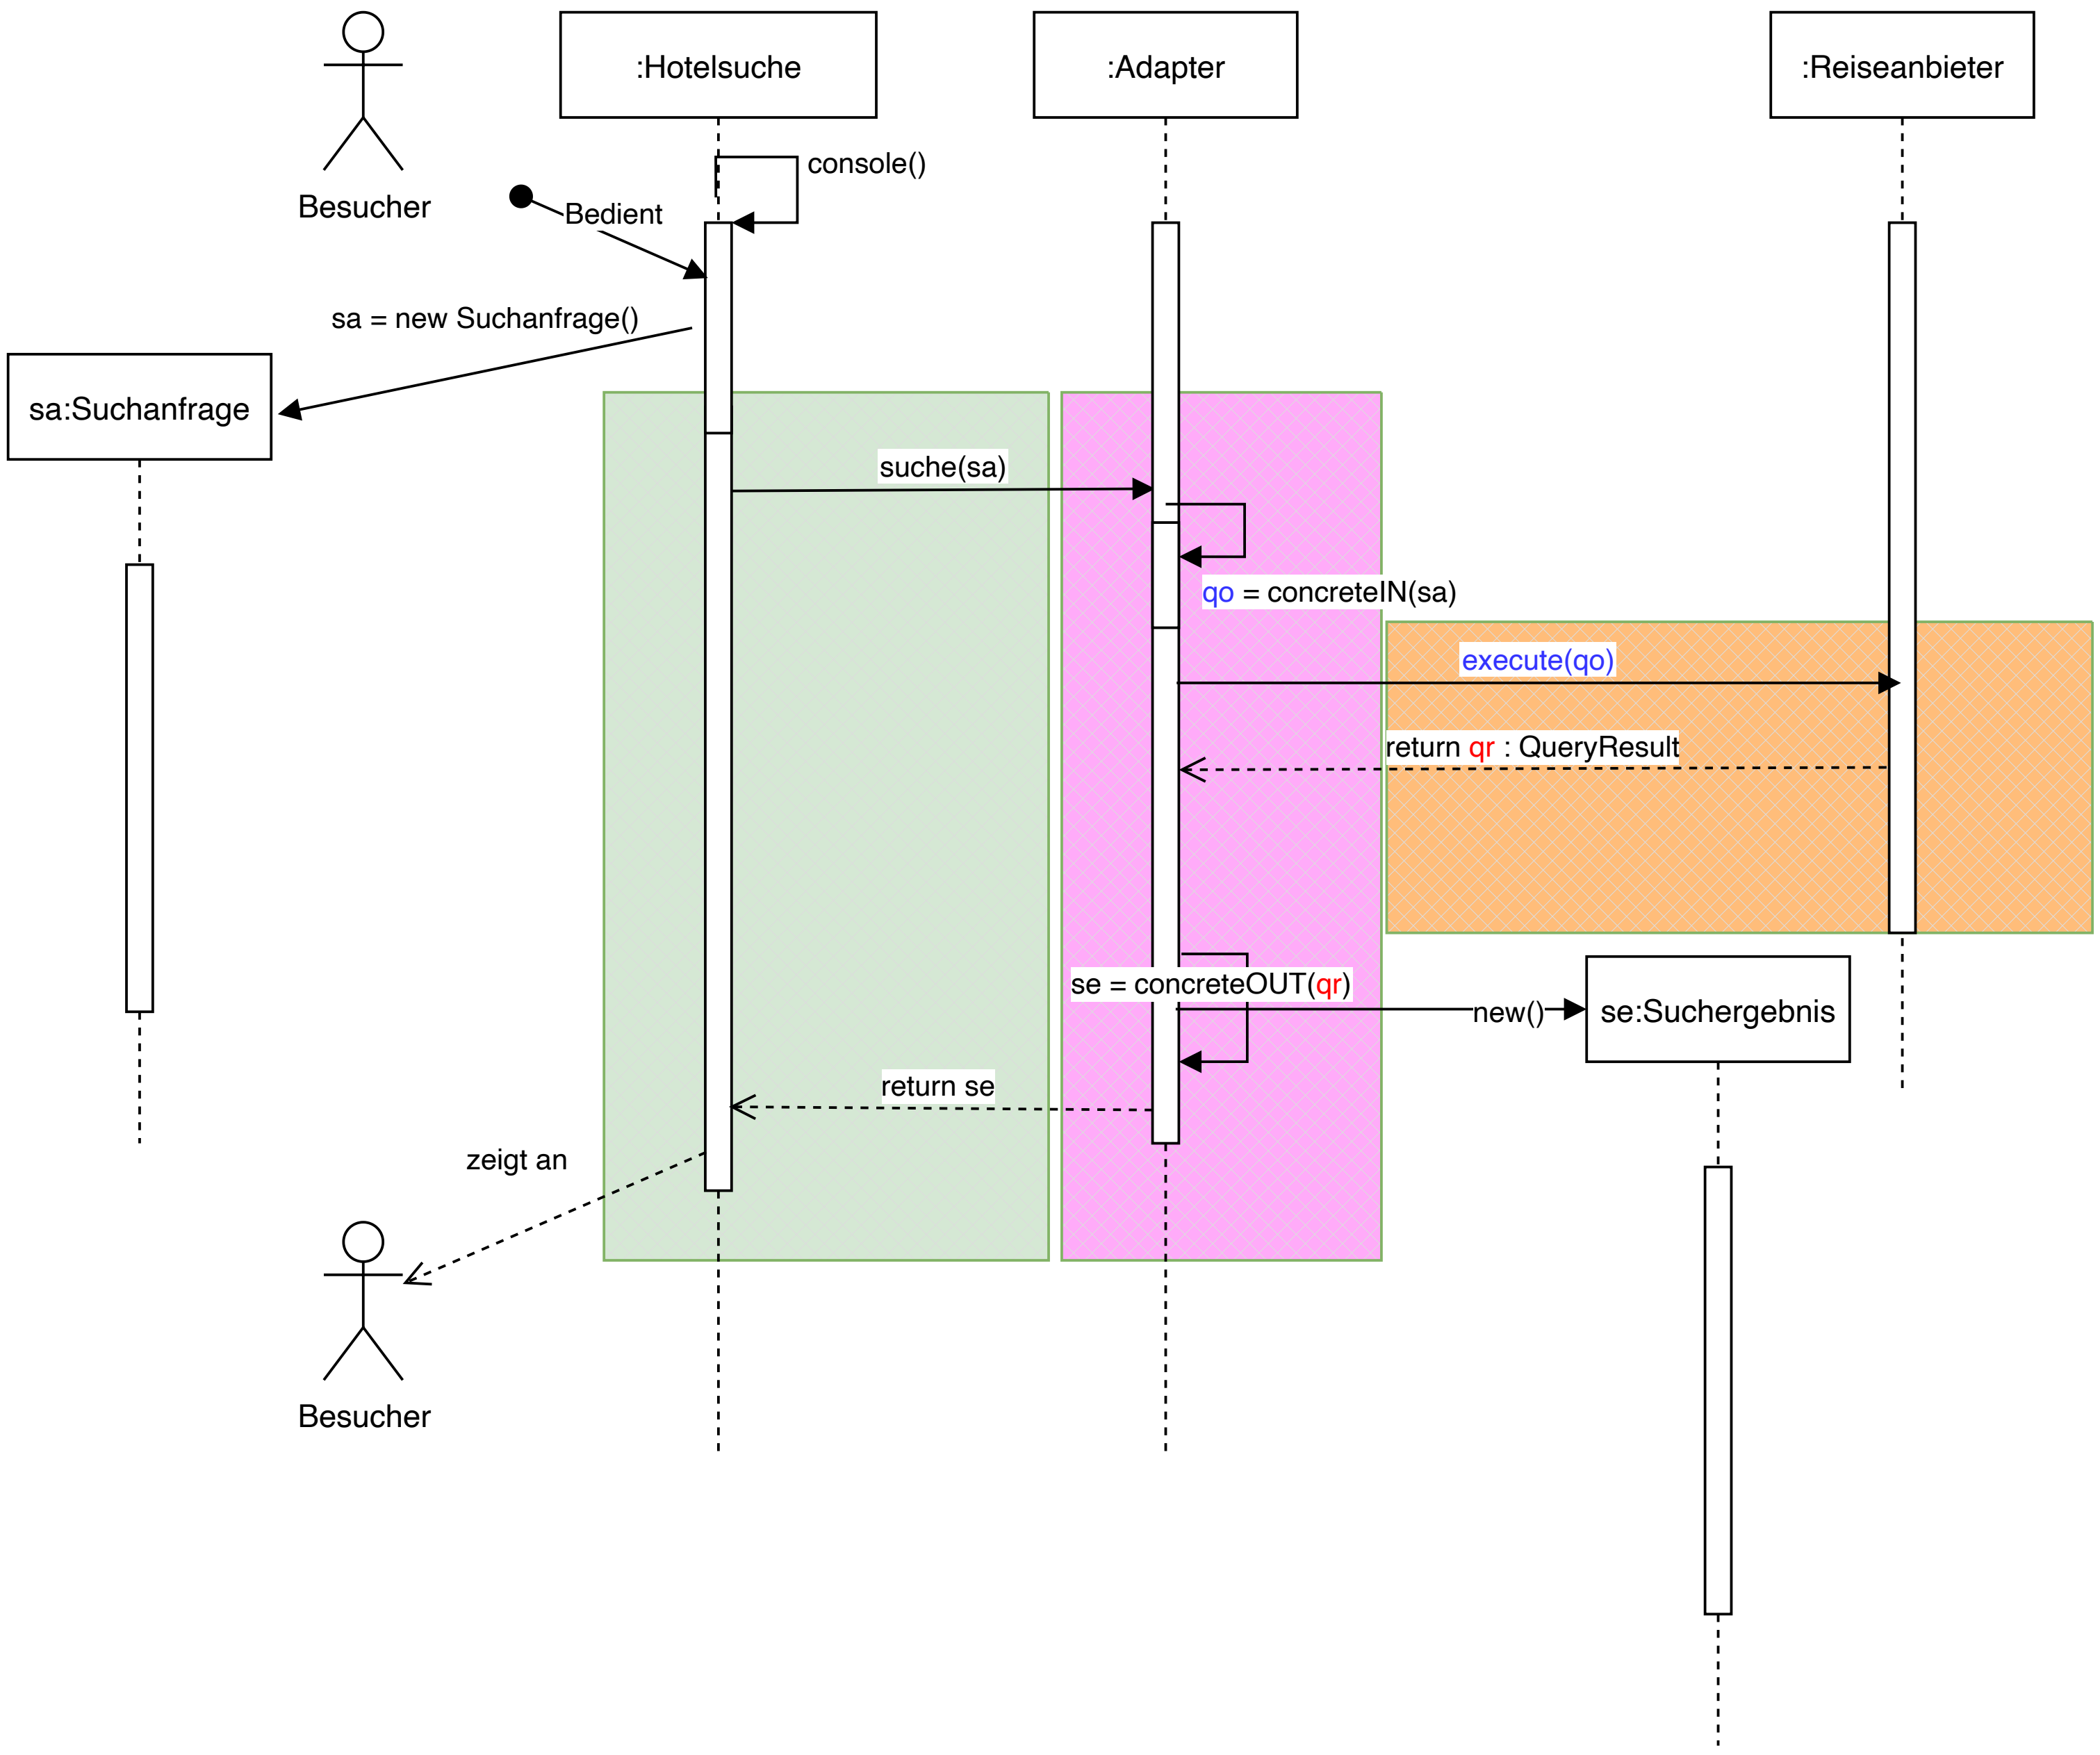 :Hotelsuche
:Adapter
:Reiseanbieter
console()
Besucher
Bedient
sa = new Suchanfrage()
sa:Suchanfrage
suche(sa)
qo = concreteIN(sa)
execute(qo)
return qr : QueryResult
se = concreteOUT(qr)
new()
se:Suchergebnis
return se
zeigt an
Besucher